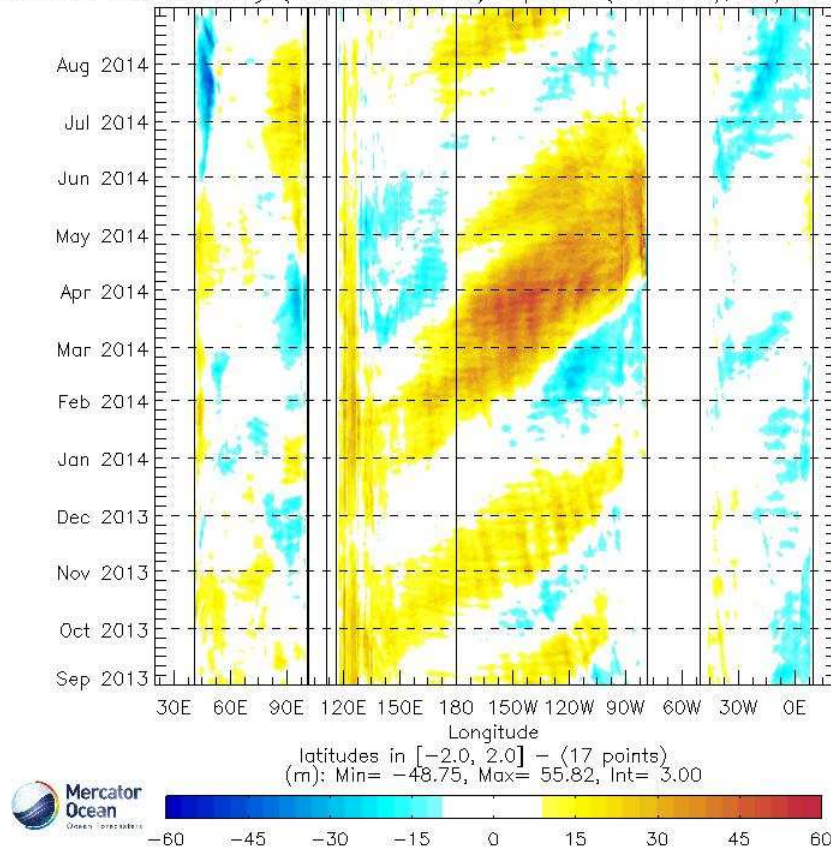 Aug 2014
Jul 2014
Jun 2014
May 2014
Apr 2014
Mar 2014
Feb 2014
Jan 2014
Dec 2013
Nov 2013
Oct 2013
Sep 2013
30E 60E 90E 120E 150E 180 150W 120W 90W 60W 30W 0E
Longitude
latitudes in [-2.0, 2.0] - (17 points)
(m): Min= -48.75, Max= 55.82, Int= 3.00
Mercator
Ocean
Ocean Forecasters
-60 -45 -30 -15 0 15 30 45 60